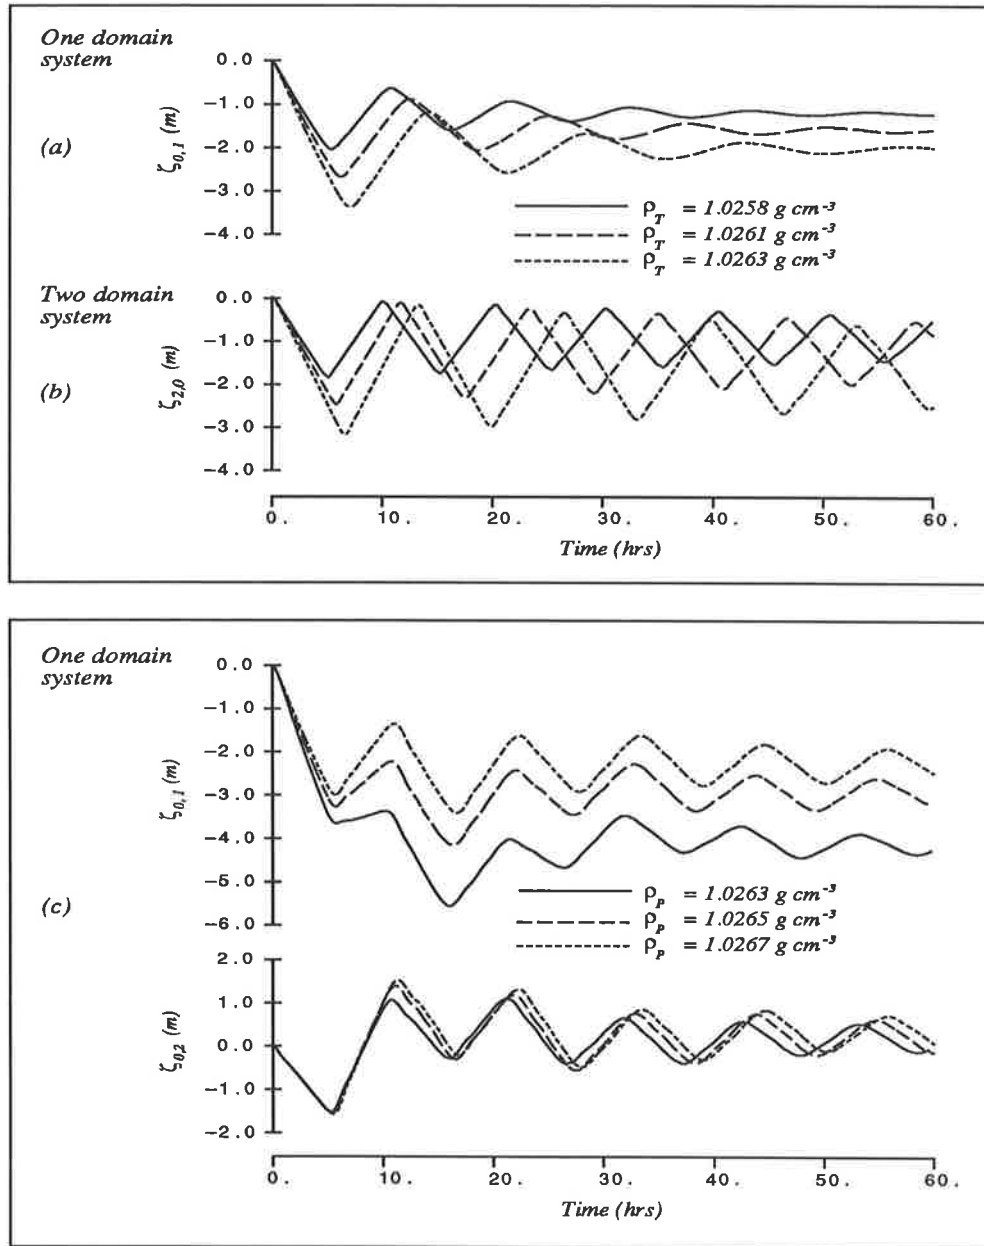 One domain
system
(a)
0.0
−1.0
−2.0
−3.0
−4.0
ζ0,1 (m)
ρT = 1.0258 g cm⁻³
ρT = 1.0261 g cm⁻³
ρT = 1.0263 g cm⁻³
Two domain
system
(b)
0.0
−1.0
−2.0
−3.0
−4.0
ζ2,0 (m)
0. 10. 20. 30. 40. 50. 60.
Time (hrs)
One domain
system
(c)
0.0
−1.0
−2.0
−3.0
−4.0
−5.0
−6.0
ζ0,1 (m)
ρP = 1.0263 g cm⁻³
ρP = 1.0265 g cm⁻³
ρP = 1.0267 g cm⁻³
2.0
1.0
0.0
−1.0
−2.0
ζ0,2 (m)
0. 10. 20. 30. 40. 50. 60.
Time (hrs)